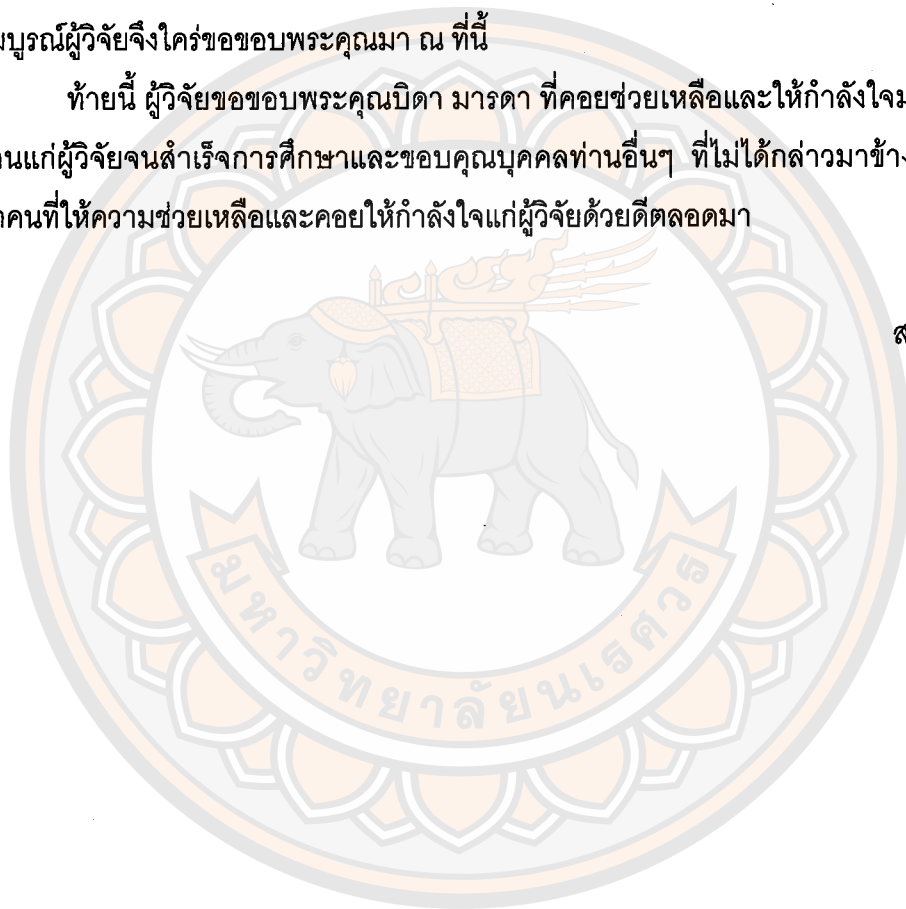 มบูรณ์ผู้วิจัยจึงใคร่ขอขอบพระคุณมา ณ ที่นี้
ท้ายนี้ ผู้วิจัยขอขอบพระคุณบิดา มารดา ที่คอยช่วยเหลือและให้กำลังใจม
านแก่ผู้วิจัยจนสำเร็จการศึกษาและขอบคุณบุคคลท่านอื่นๆ ที่ไม่ได้กล่าวมาข้าง
กคนที่ให้ความช่วยเหลือและคอยให้กำลังใจแก่ผู้วิจัยด้วยดีตลอดมา
ส
มหาวิทยาลัยนเรศวร